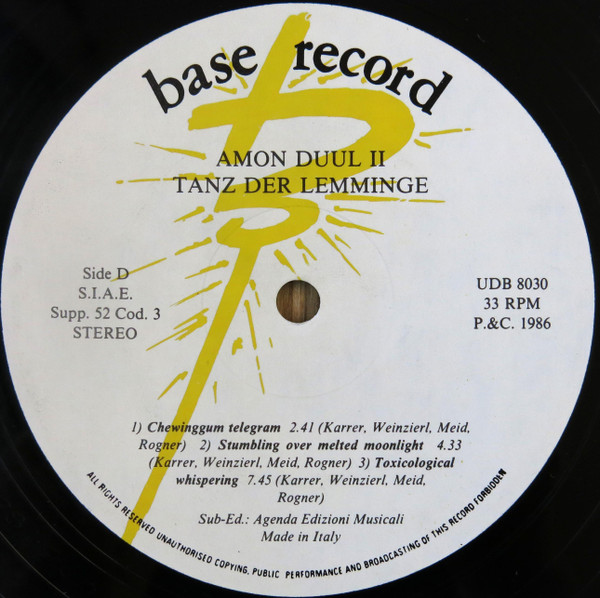 base record
AMON DUUL II
TANZ DER LEMMINGE
Side D
S.I.A.E.
Supp. 52 Cod. 3
STEREO
UDB 8030
33 RPM
P.&C. 1986
1) Chewinggum telegram 2.41 (Karrer, Weinzierl, Meid,
Rogner) 2) Stumbling over melted moonlight 4.33
(Karrer, Weinzierl, Meid, Rogner) 3) Toxicological
whispering 7.45 (Karrer, Weinzierl, Meid,
Rogner)
Sub-Ed.: Agenda Edizioni Musicali
Made in Italy
ALL RIGHTS RESERVED UNAUTHORISED COPYING, PUBLIC PERFORMANCE AND BROADCASTING OF THIS RECORD FORBIDDEN